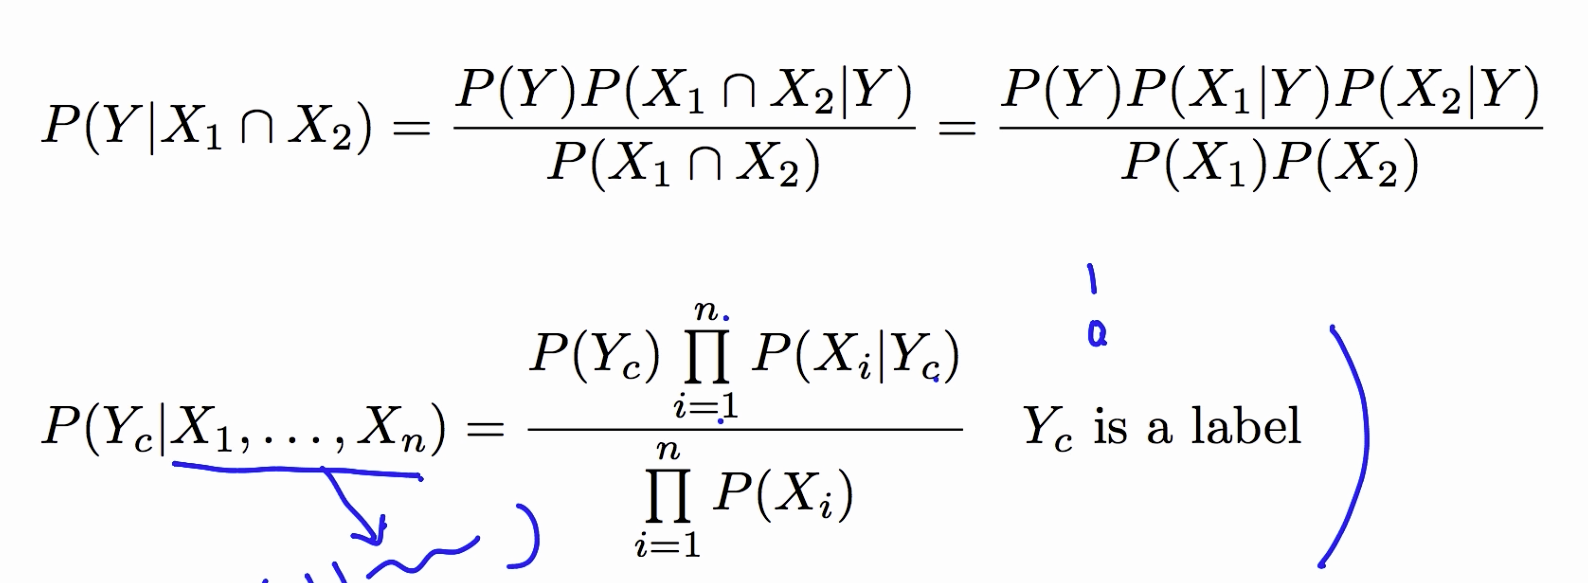 P(Y|X₁ ∩ X₂) = P(Y)P(X₁ ∩ X₂|Y) / P(X₁ ∩ X₂) = P(Y)P(X₁|Y)P(X₂|Y) / P(X₁)P(X₂)
P(Y_c|X₁, ..., X_n) = P(Y_c) ∏_{i=1}^{n} P(X_i|Y_c) / ∏_{i=1}^{n} P(X_i) Y_c is a label